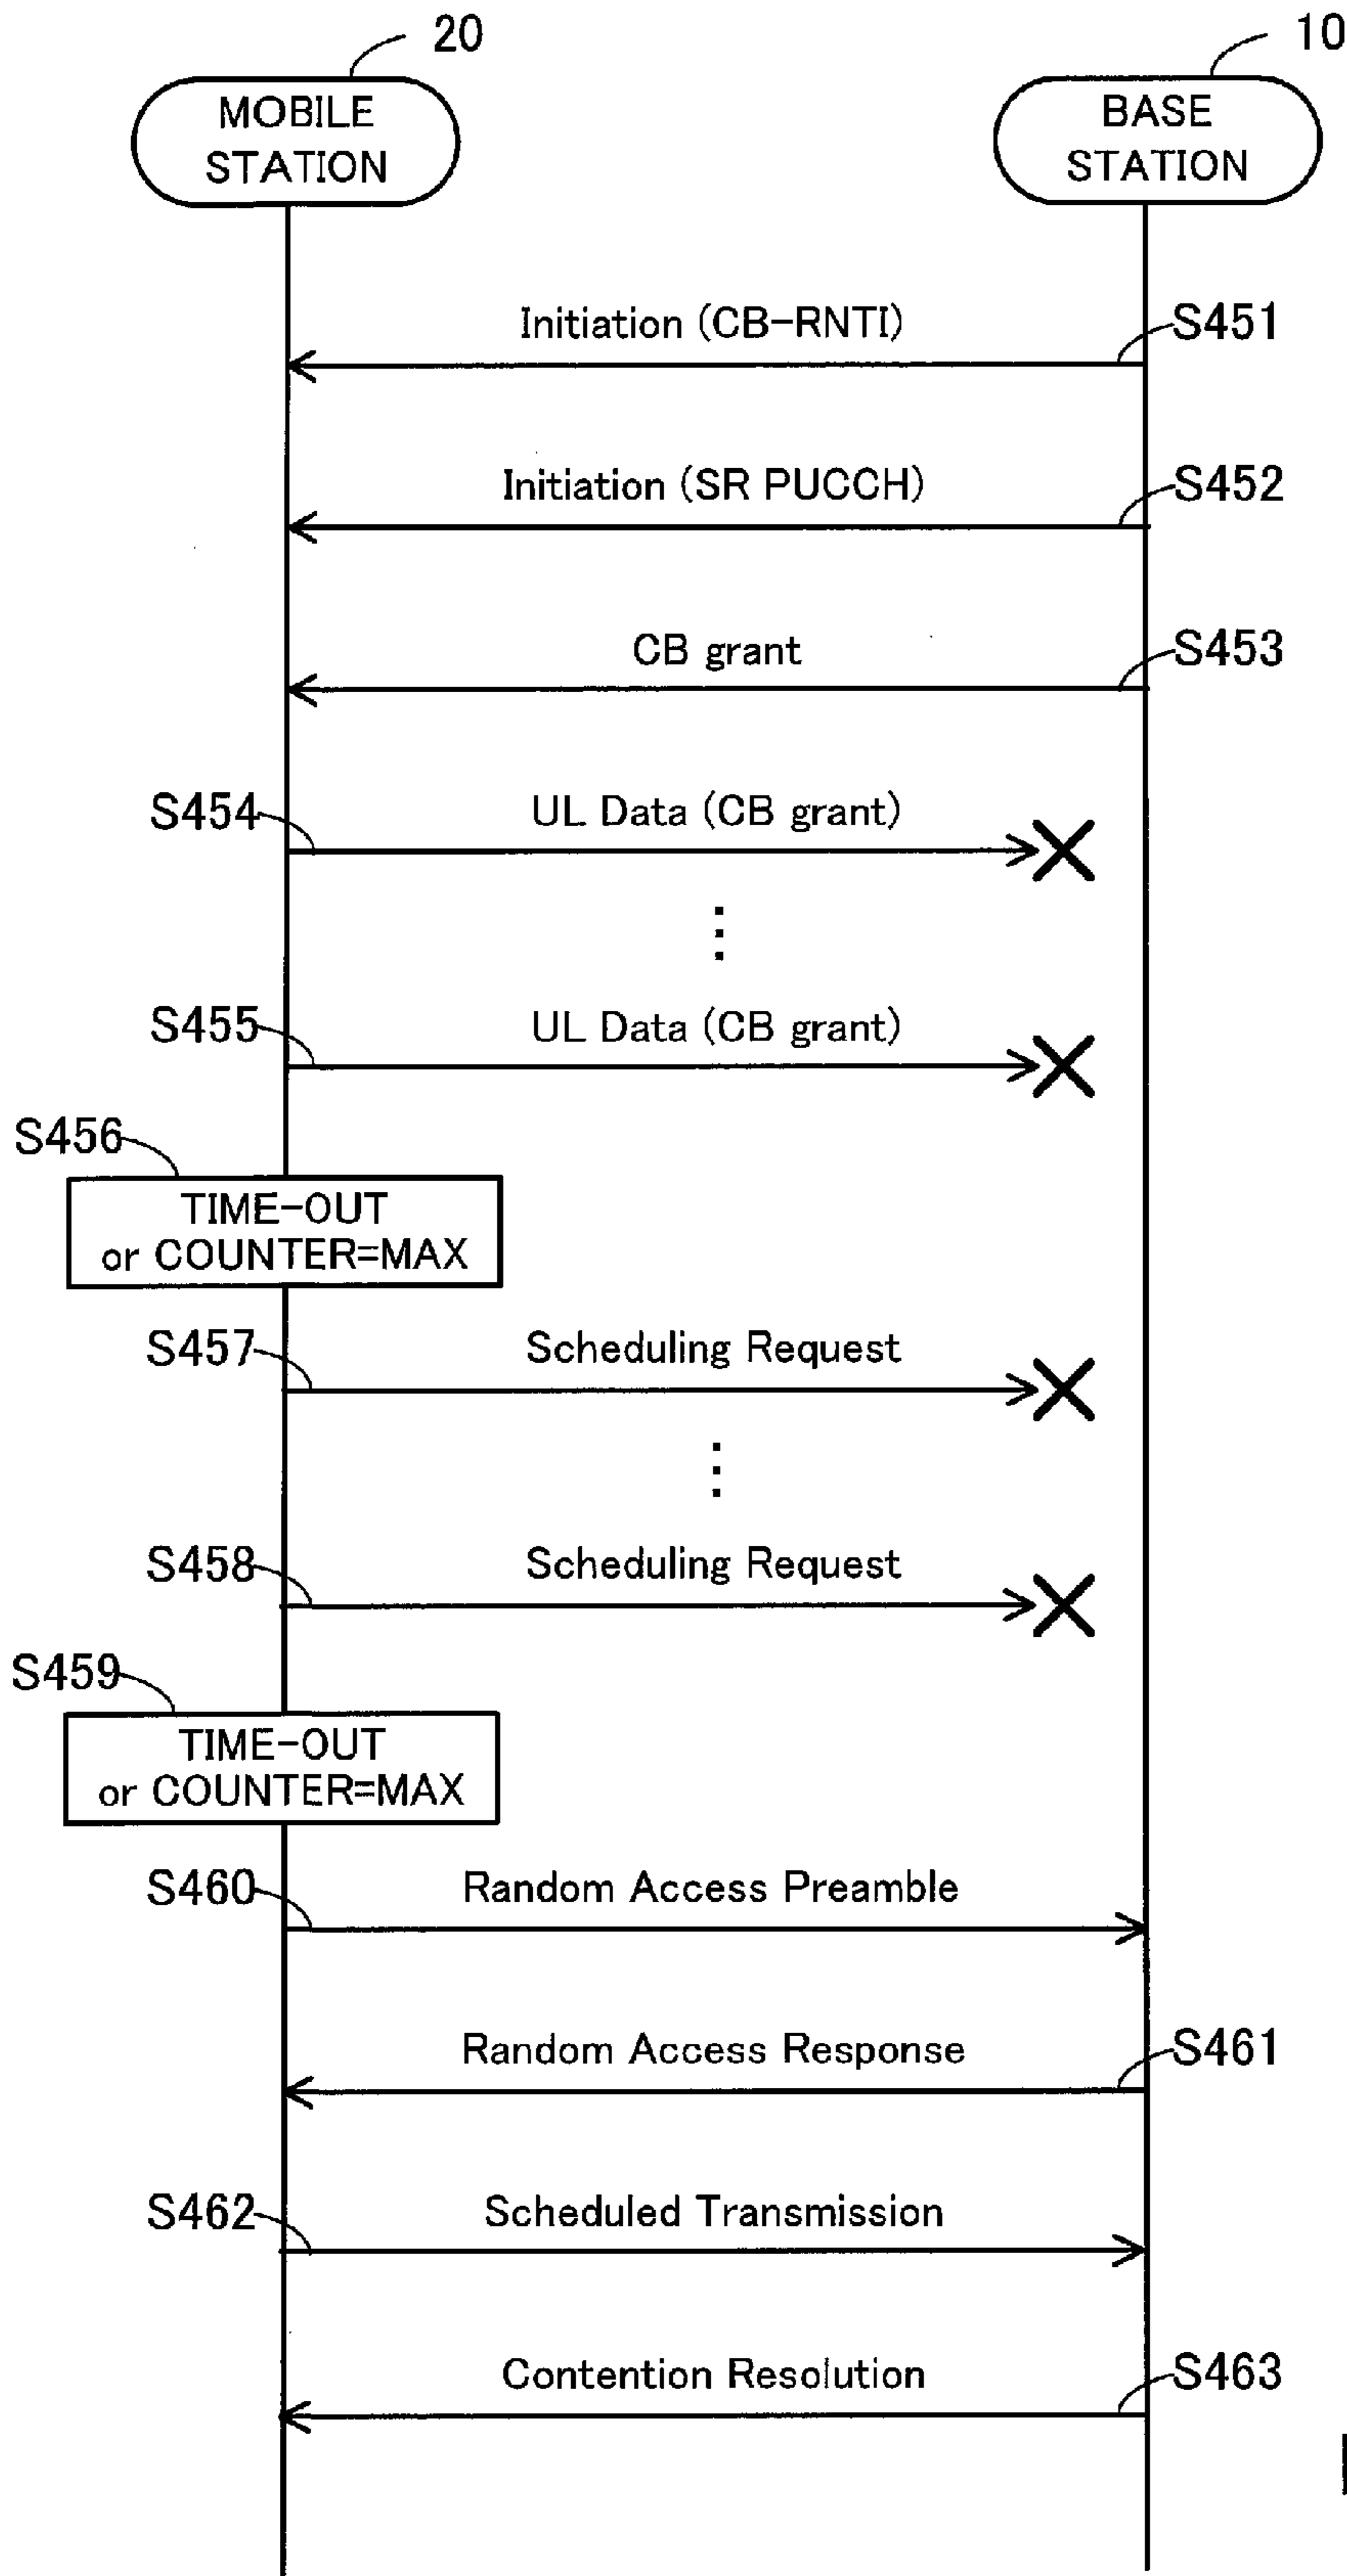 20
10
MOBILE
STATION
BASE
STATION
Initiation (CB-RNTI)
S451
Initiation (SR PUCCH)
S452
CB grant
S453
S454
UL Data (CB grant)
S455
UL Data (CB grant)
S456
TIME-OUT
or COUNTER=MAX
S457
Scheduling Request
S458
Scheduling Request
S459
TIME-OUT
or COUNTER=MAX
S460
Random Access Preamble
Random Access Response
S461
S462
Scheduled Transmission
Contention Resolution
S463